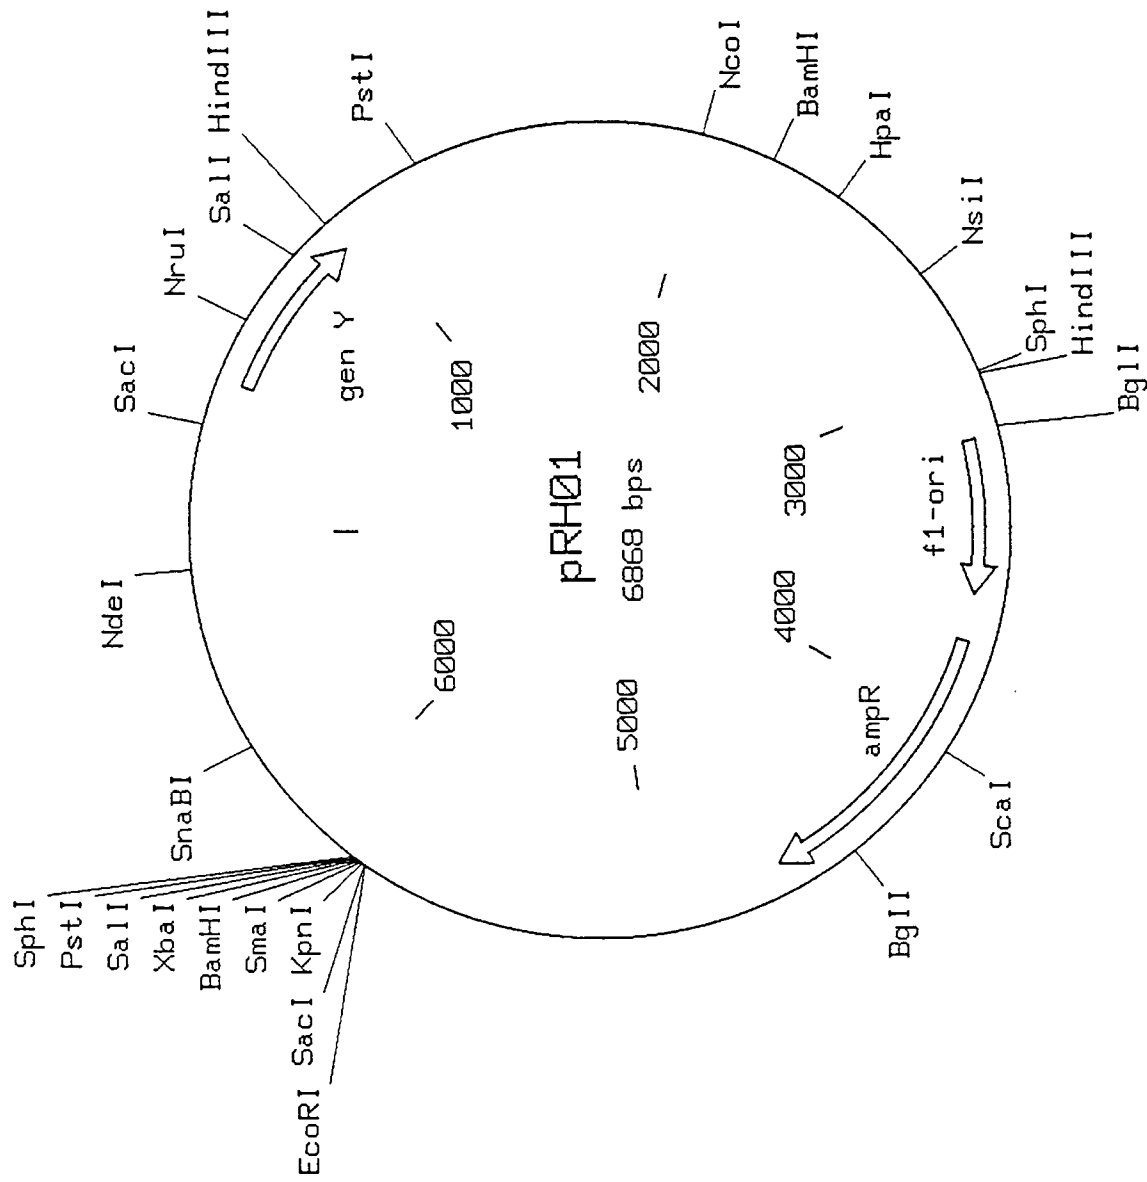 pRH01
6868 bps
SacI
NruI
SalI
HindIII
PstI
NcoI
BamHI
HpaI
NsiI
SphI
HindIII
BglI
ScaI
BglI
EcoRI
SacI
KpnI
SmaI
BamHI
XbaI
SalI
PstI
SphI
SnaBI
NdeI
gen Y
f1-ori
ampR
1000
2000
3000
4000
5000
6000